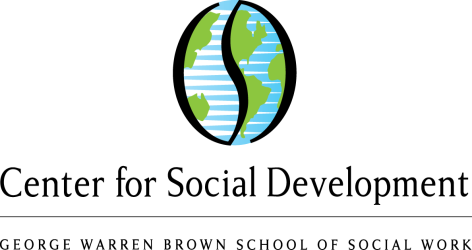 Center for Social Development
GEORGE WARREN BROWN SCHOOL OF SOCIAL WORK